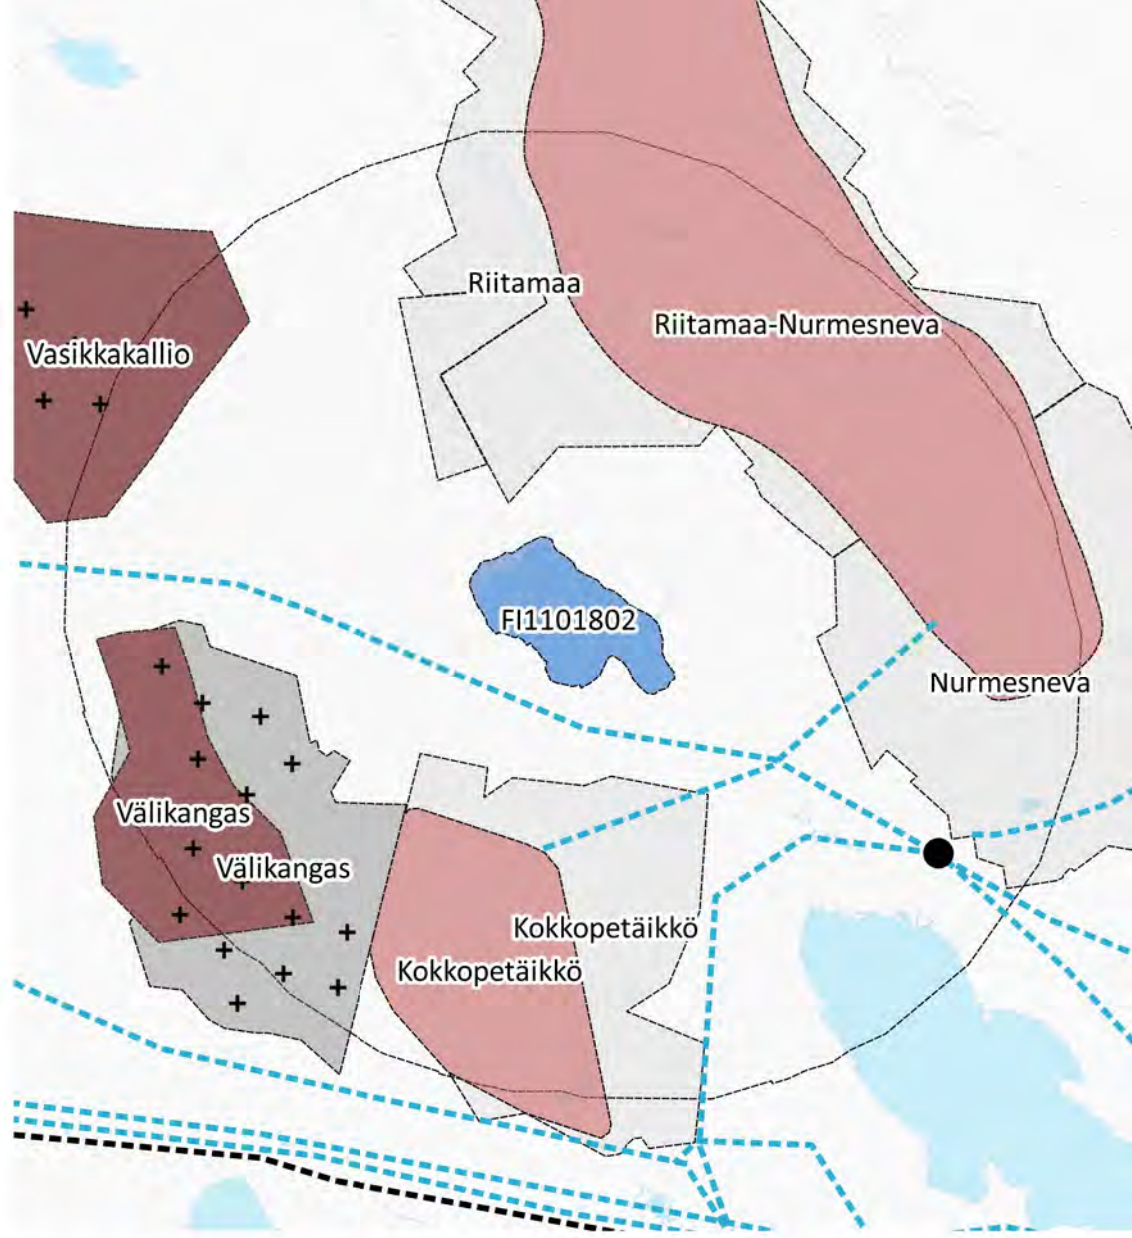 Riitamaa
Riitamaa-Nurmesneva
Vasikkakallio
FI1101802
Nurmesneva
Välikangas
Välikangas
Kokkopetäikkö
Kokkopetäikkö